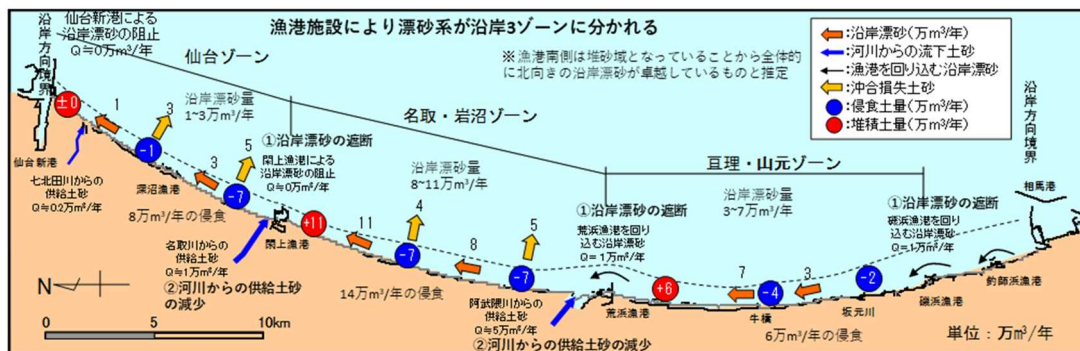 漁港施設により漂砂系が沿岸3ゾーンに分かれる
仙台新港による
沿岸漂砂の阻止
Q≒0万m³/年
沿岸方向境界
仙台ゾーン
※漁港南側は堆砂域となっていることから全体的
に北向きの沿岸漂砂が卓越しているものと推定
:沿岸漂砂(万m³/年)
:河川からの流下土砂
:漁港を回り込む沿岸漂砂
:沖合損失土砂
:侵食土量(万m³/年)
:堆積土量(万m³/年)
沿岸方向境界
±0
1
3
沿岸漂砂量
1~3万m³/年
名取・岩沼ゾーン
仙台新港
-1
①沿岸漂砂の遮断
閖上漁港による
沿岸漂砂の阻止
Q≒0万m³/年
5
3
亘理・山元ゾーン
七北田川からの
供給土砂
Q≒0.2万m³/年
深沼漁港
-7
沿岸漂砂量
8~11万m³/年
沿岸漂砂量
3~7万m³/年
相馬港
8万m³/年の侵食
①沿岸漂砂の遮断
荒浜漁港を回り
込む沿岸漂砂
Q=1万m³/年
①沿岸漂砂の遮断
磯浜漁港を回り
込む沿岸漂砂
Q=1万m³/年
名取川からの
供給土砂
Q≒1万m³/年
②河川からの供給土砂
の減少
閖上漁港
+11
11
4
-7
8
5
-7
+6
7
-4
3
-2
釣師浜漁港
磯浜漁港
N
14万m³/年の侵食
阿武隈川からの
供給土砂
Q≒5万m³/年
荒浜漁港
牛橋
坂元川
0
5
10km
②河川からの供給土砂の減少
6万m³/年の侵食
単位：万m³/年